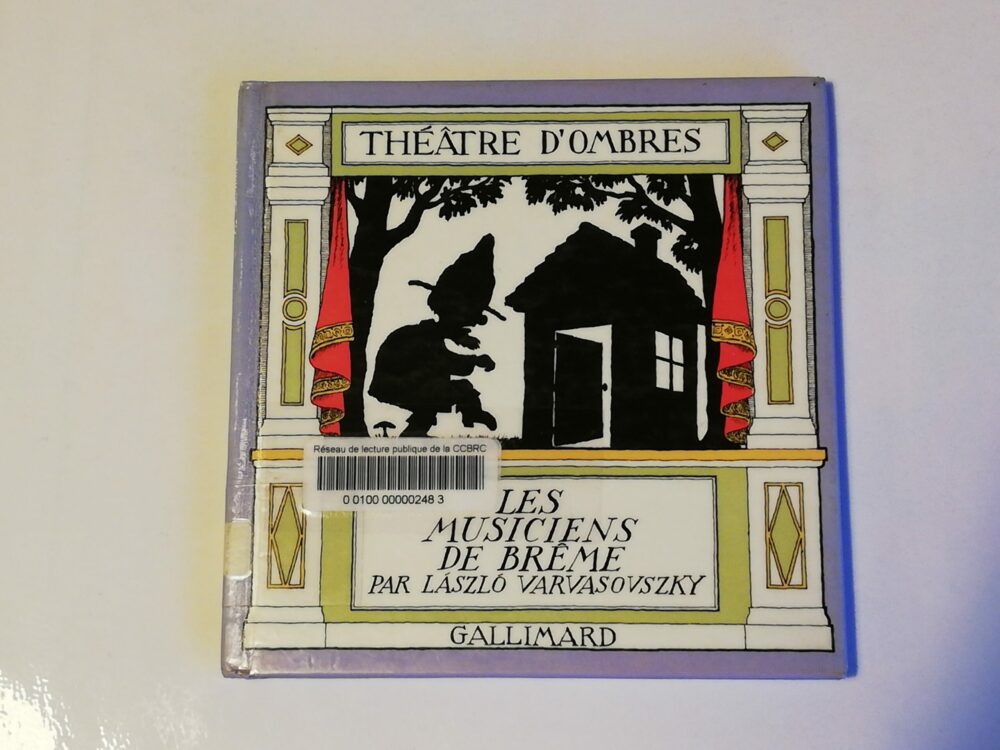 THÉÂTRE D'OMBRES
Réseau de lecture publique de la CCBRC
0 0100 00000248 3
LES
MUSICIENS
DE BRÊME
PAR LÁSZLÓ VARVASOVSZKY
GALLIMARD